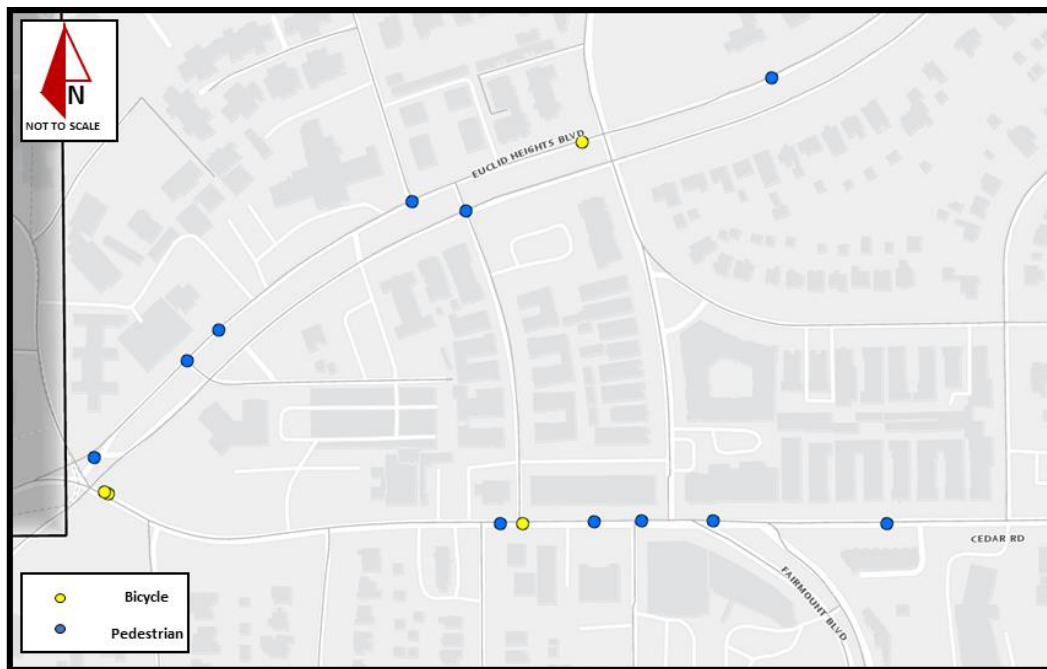 N
NOT TO SCALE
EUCLID HEIGHTS BLVD
CEDAR RD
FAIRMOUNT BLVD
Bicycle
Pedestrian